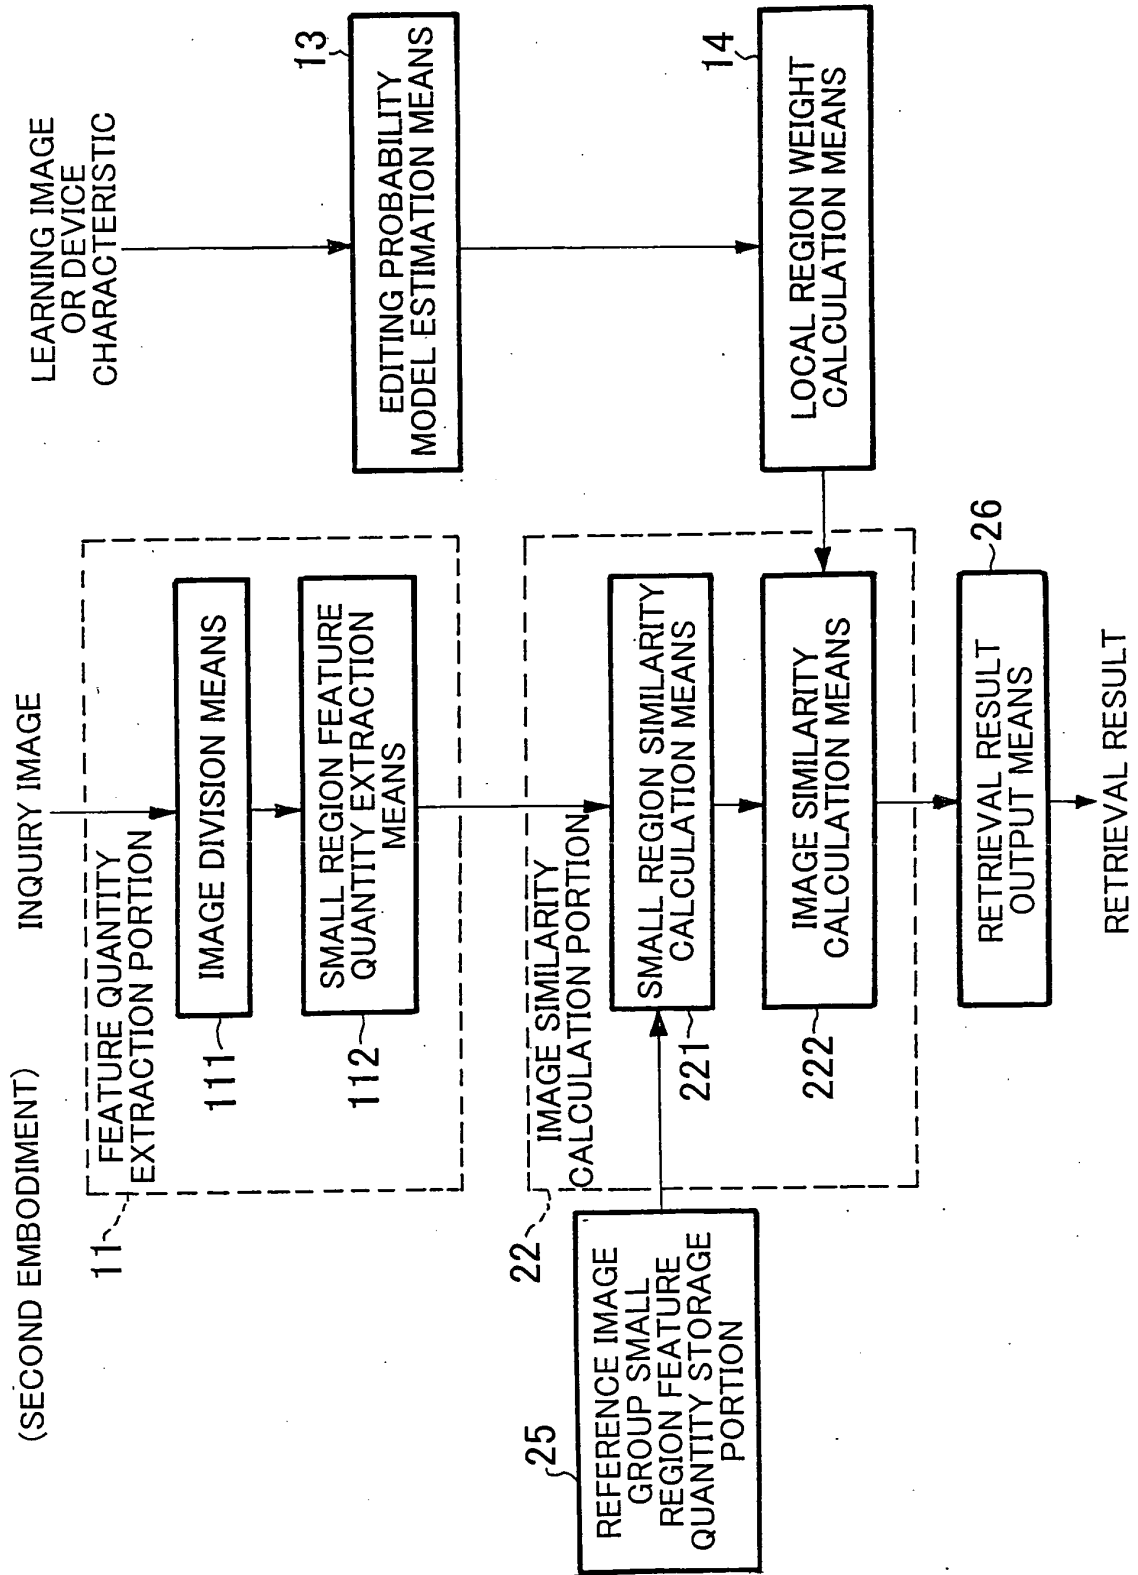 (SECOND EMBODIMENT)
INQUIRY IMAGE
LEARNING IMAGE
OR DEVICE
CHARACTERISTIC
11
FEATURE QUANTITY
EXTRACTION PORTION
111
IMAGE DIVISION MEANS
112
SMALL REGION FEATURE
QUANTITY EXTRACTION
MEANS
13
EDITING PROBABILITY
MODEL ESTIMATION MEANS
22
IMAGE SIMILARITY
CALCULATION PORTION
25
REFERENCE IMAGE
GROUP SMALL
REGION FEATURE
QUANTITY STORAGE
PORTION
221
SMALL REGION SIMILARITY
CALCULATION MEANS
222
IMAGE SIMILARITY
CALCULATION MEANS
14
LOCAL REGION WEIGHT
CALCULATION MEANS
26
RETRIEVAL RESULT
OUTPUT MEANS
RETRIEVAL RESULT